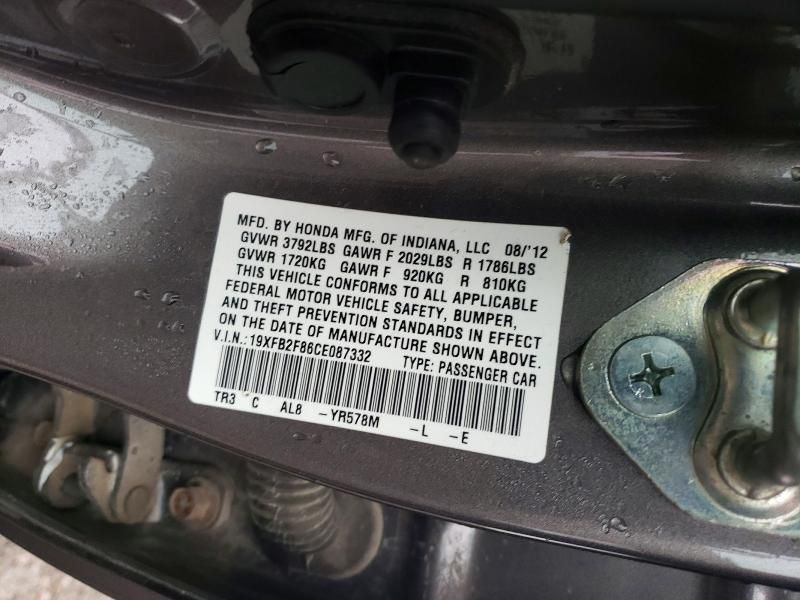 MFD. BY HONDA MFG. OF INDIANA, LLC 08/'12
GVWR 3792LBS GAWR F 2029LBS R 1786LBS
GVWR 1720KG GAWR F 920KG R 810KG
THIS VEHICLE CONFORMS TO ALL APPLICABLE
FEDERAL MOTOR VEHICLE SAFETY, BUMPER,
AND THEFT PREVENTION STANDARDS IN EFFECT
ON THE DATE OF MANUFACTURE SHOWN ABOVE.
V.I.N.: 19XFB2F86CE087332 TYPE: PASSENGER CAR
TR3 C AL8 -YR578M -L -E